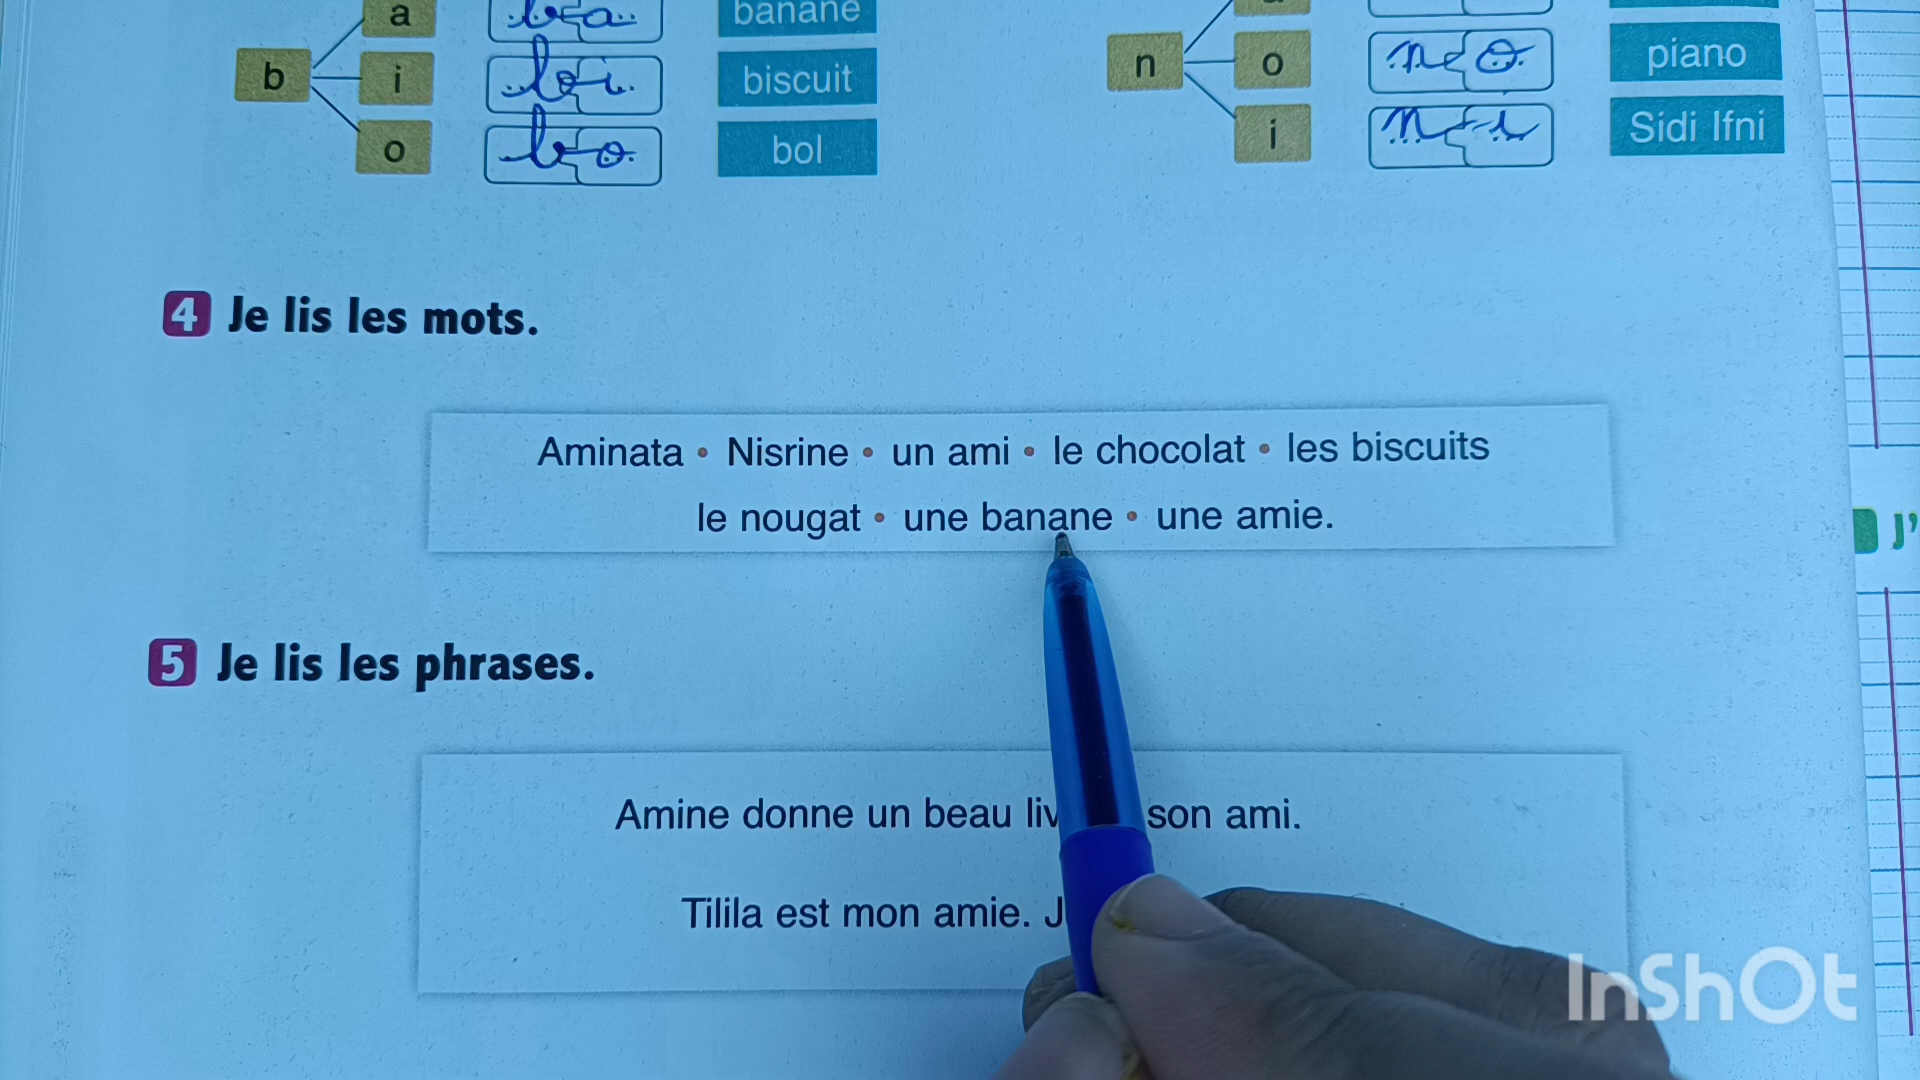 a
b a
banane
b
i
b i
biscuit
n
o
n o
piano
o
b o
bol
i
n i
Sidi Ifni
4 Je lis les mots.
Aminata • Nisrine • un ami • le chocolat • les biscuits
le nougat • une banane • une amie.
5 Je lis les phrases.
Amine donne un beau son ami.
Tilila est mon amie.
J'
InShOt